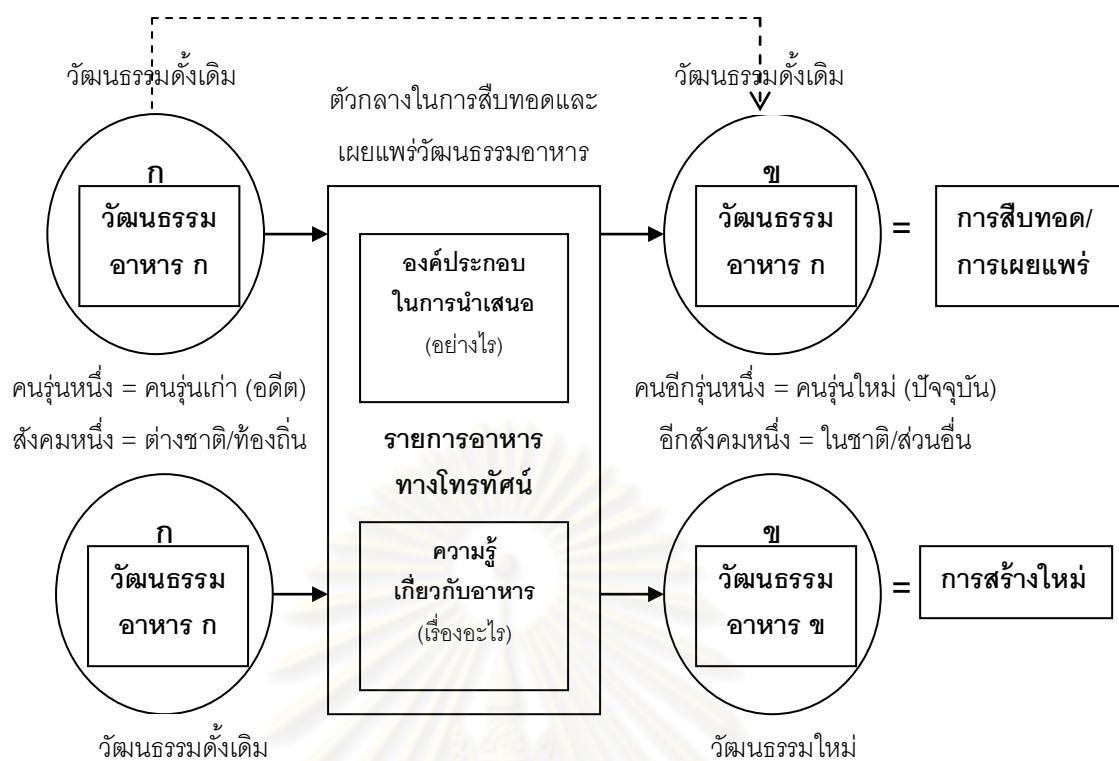 วัฒนธรรมดั้งเดิม
วัฒนธรรมดั้งเดิม
ตัวกลางในการสืบทอดและ
เผยแพร่วัฒนธรรมอาหาร
ก
วัฒนธรรม
อาหาร ก
องค์ประกอบ
ในการนำเสนอ
(อย่างไร)
ข
วัฒนธรรม
อาหาร ก
=
การสืบทอด/
การเผยแพร่
คนรุ่นหนึ่ง = คนรุ่นเก่า (อดีต)
สังคมหนึ่ง = ต่างชาติ/ท้องถิ่น
คนอีกรุ่นหนึ่ง = คนรุ่นใหม่ (ปัจจุบัน)
อีกสังคมหนึ่ง = ในชาติ/ส่วนอื่น
รายการอาหาร
ทางโทรทัศน์
ก
วัฒนธรรม
อาหาร ก
ความรู้
เกี่ยวกับอาหาร
(เรื่องอะไร)
ข
วัฒนธรรม
อาหาร ข
=
การสร้างใหม่
วัฒนธรรมดั้งเดิม
วัฒนธรรมใหม่